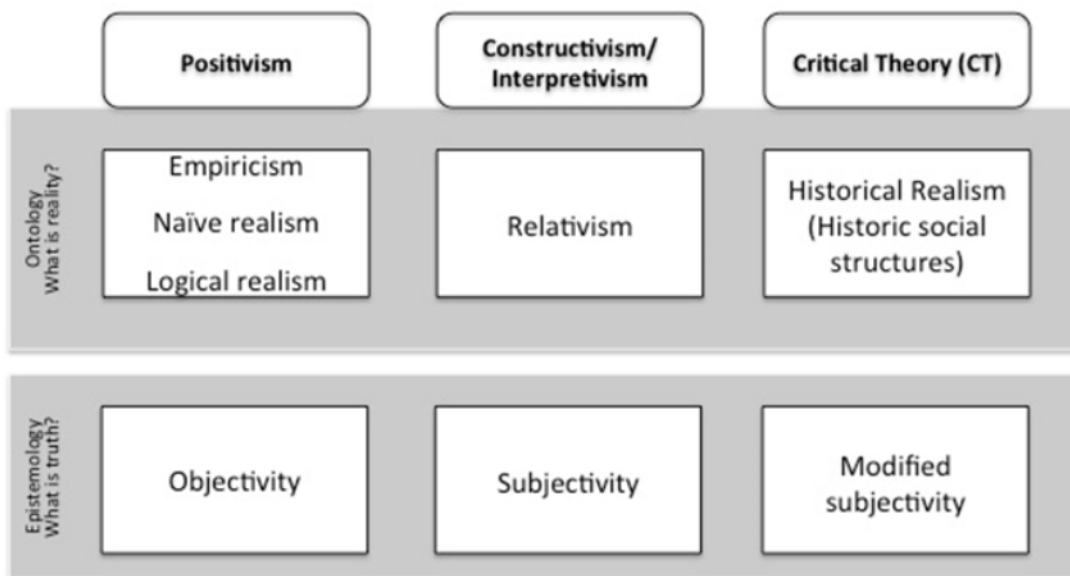 Positivism
Constructivism/
Interpretivism
Critical Theory (CT)
Ontology
What is reality?
Empiricism
Naïve realism
Logical realism
Relativism
Historical Realism
(Historic social
structures)
Epistemology
What is truth?
Objectivity
Subjectivity
Modified
subjectivity